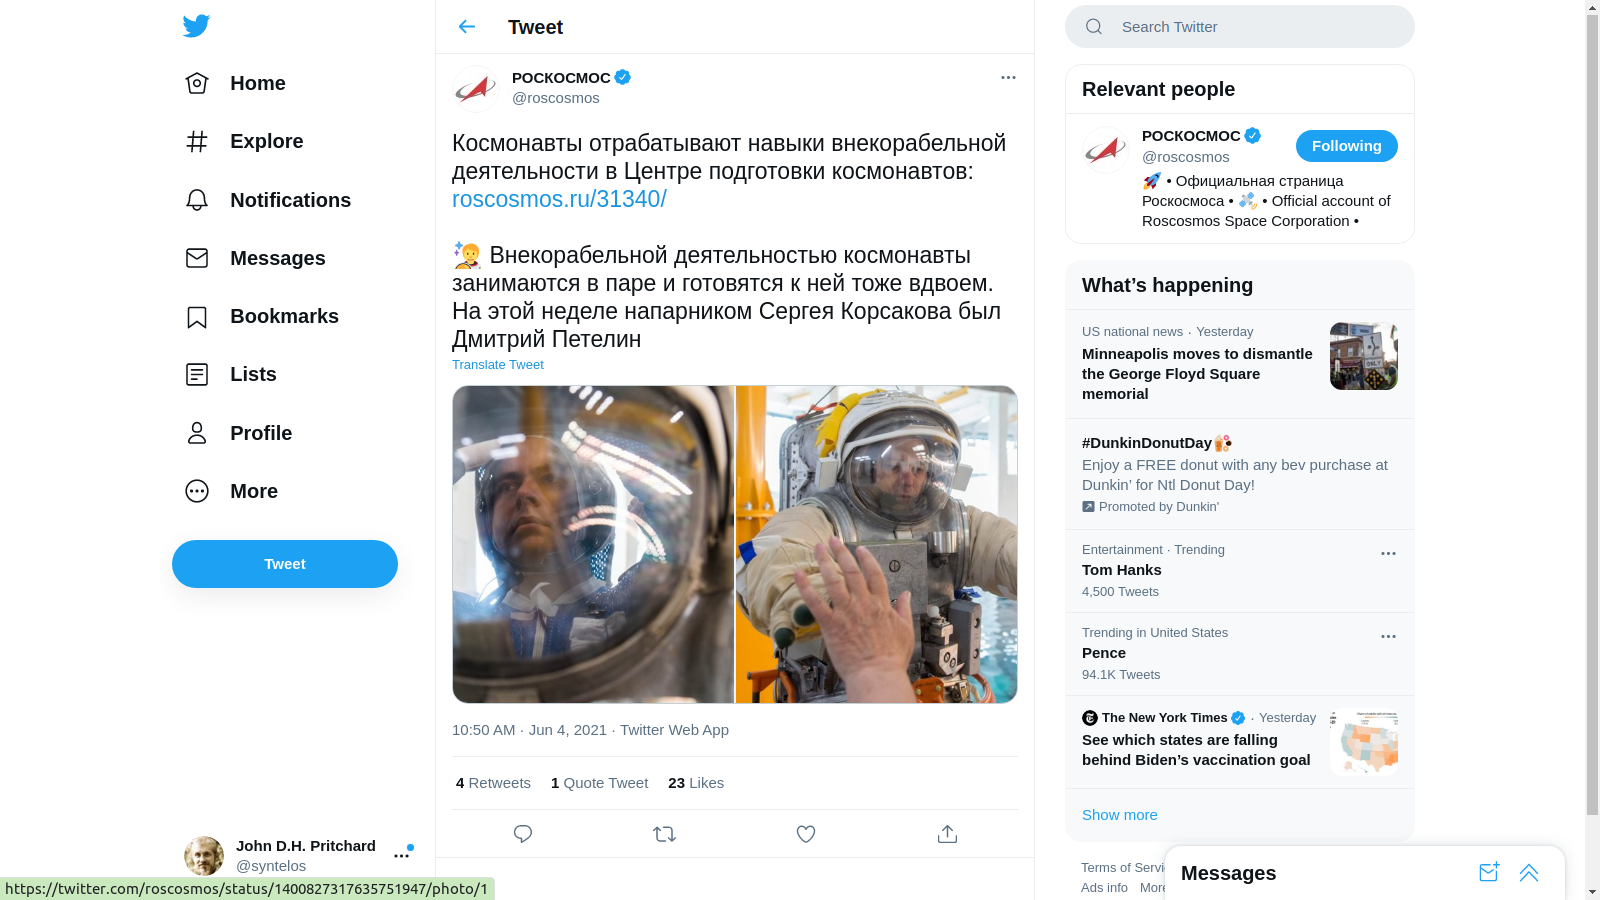 Home
Explore
Notifications
Messages
Bookmarks
Lists
Profile
More
Tweet
John D.H. Pritchard
@syntelos
https://twitter.com/roscosmos/status/1400827317635751947/photo/1
Tweet
РОСКОСМОС
@roscosmos
Космонавты отрабатывают навыки внекорабельной
деятельности в Центре подготовки космонавтов:
roscosmos.ru/31340/
Внекорабельной деятельностью космонавты
занимаются в паре и готовятся к ней тоже вдвоем.
На этой неделе напарником Сергея Корсакова был
Дмитрий Петелин
Translate Tweet
10:50 AM · Jun 4, 2021 · Twitter Web App
4 Retweets 1 Quote Tweet 23 Likes
Search Twitter
Relevant people
РОСКОСМОС
@roscosmos
Following
• Официальная страница
Роскосмоса • • Official account of
Roscosmos Space Corporation •
What's happening
US national news · Yesterday
Minneapolis moves to dismantle
the George Floyd Square
memorial
ONLY
#DunkinDonutDay
Enjoy a FREE donut with any bev purchase at
Dunkin' for Ntl Donut Day!
Promoted by Dunkin'
Entertainment · Trending
Tom Hanks
4,500 Tweets
Trending in United States
Pence
94.1K Tweets
The New York Times · Yesterday
See which states are falling
behind Biden's vaccination goal
Show more
Terms of Servi
Ads info More
Messages